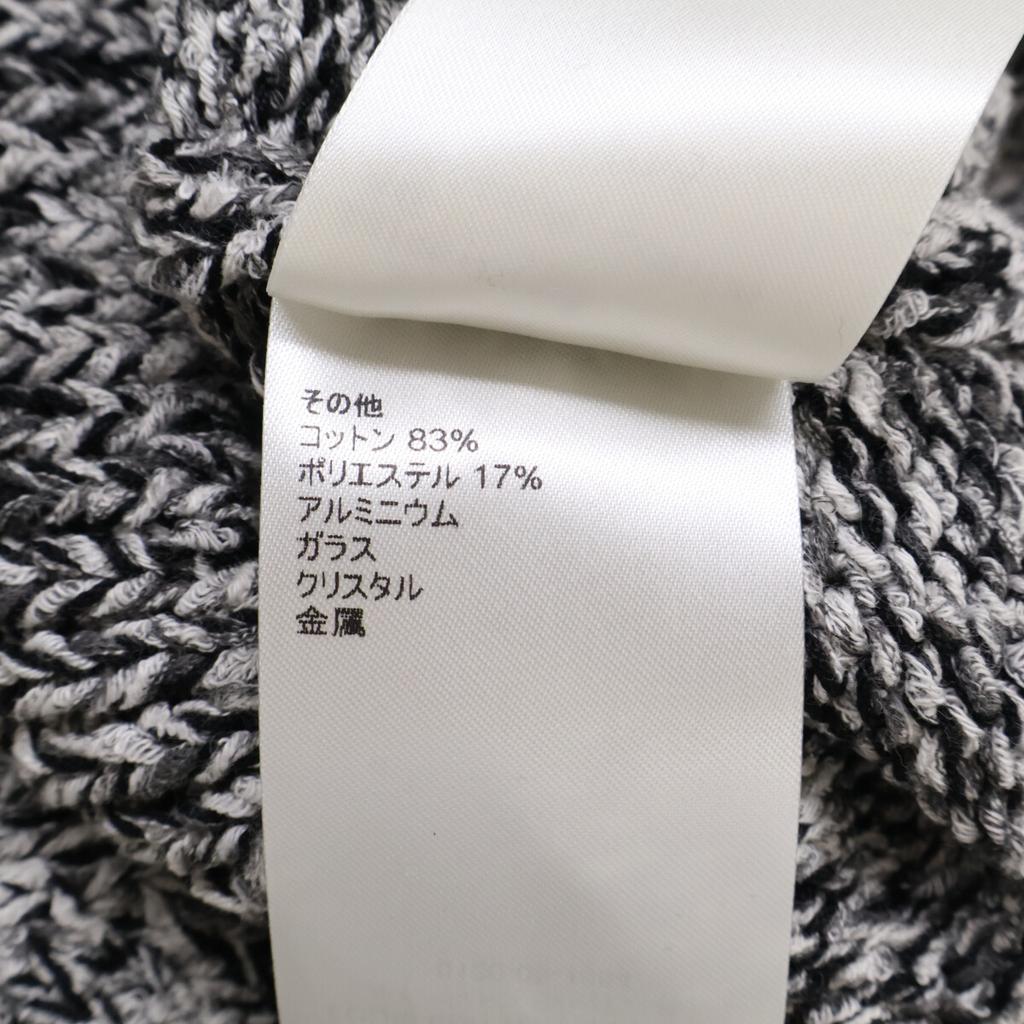 その他
コットン 83%
ポリエステル 17%
アルミニウム
ガラス
クリスタル
金属